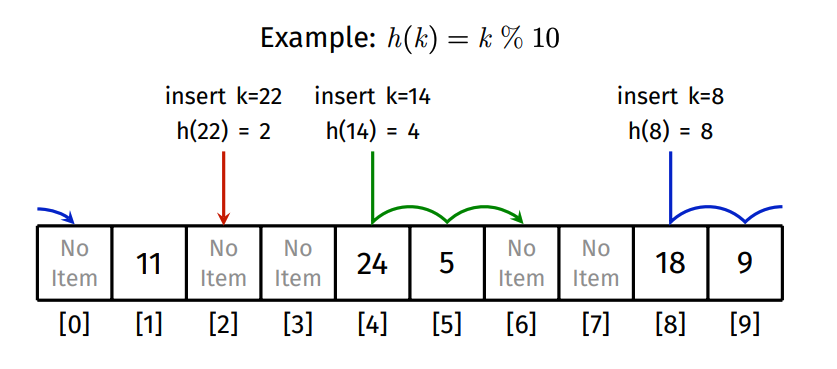 Example: h(k) = k % 10
insert k=22 insert k=14 insert k=8
h(22) = 2 h(14) = 4 h(8) = 8
No No No No No
11 24 5 18 9
Item Item Item Item Item
[0] [1] [2] [3] [4] [5] [6] [7] [8] [9]